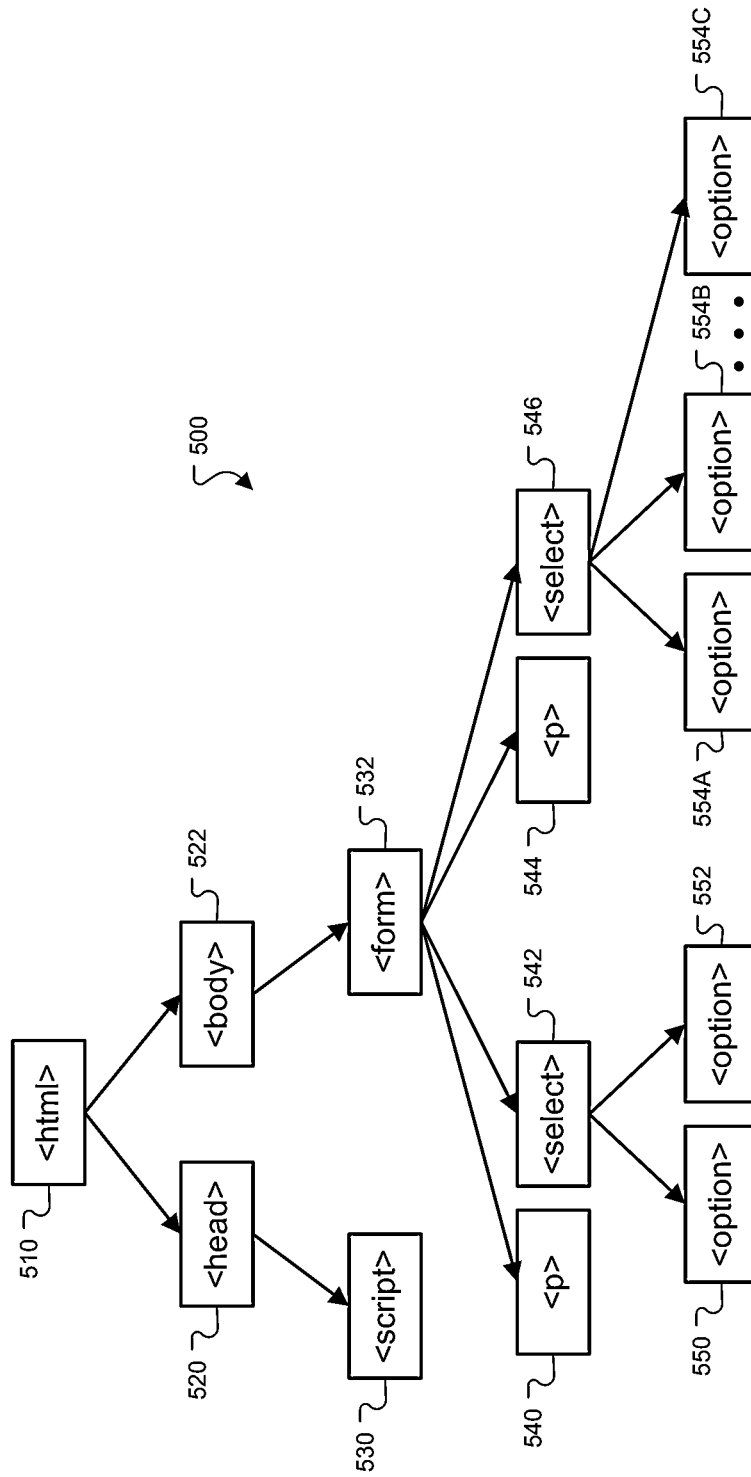 500
<html>
510
<head>
520
<body>
522
<script>
530
<form>
532
<p>
540
<select>
542
<p>
544
<select>
546
<option>
550
<option>
552
<option>
554A
<option>
554B
. . .
<option>
554C